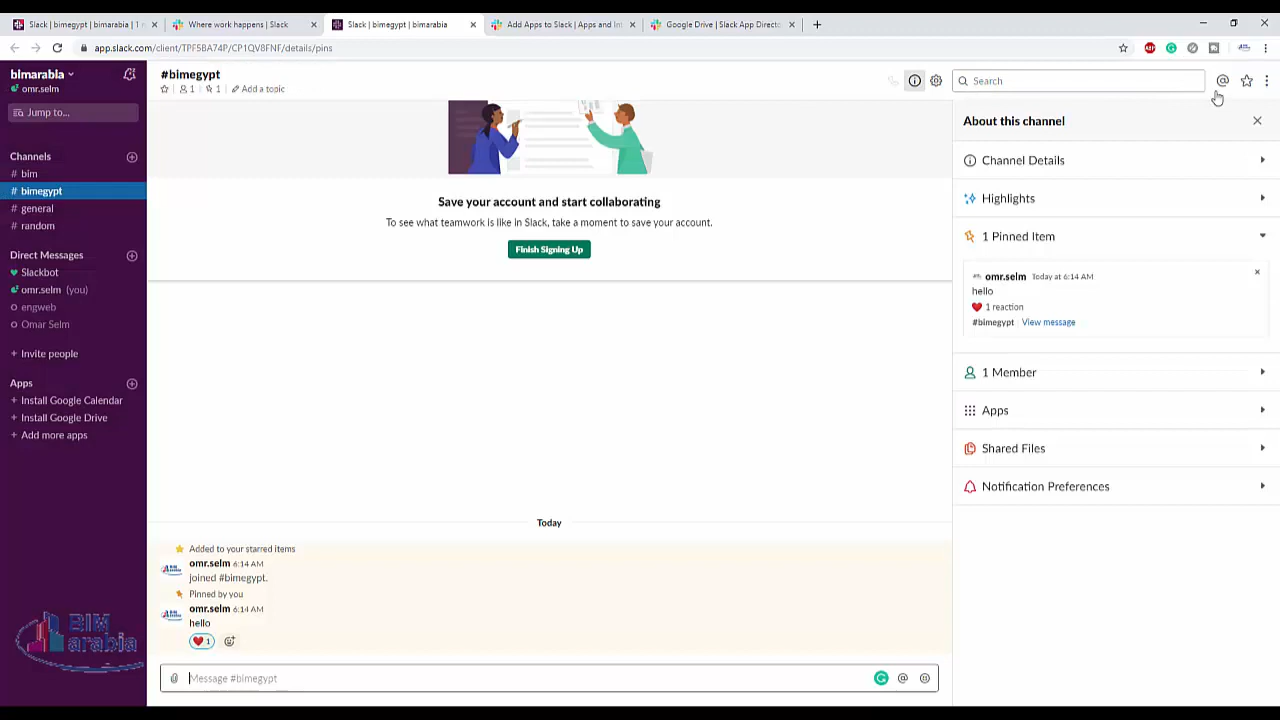 Slack | bimegypt | bimarabia | 1
Where work happens | Slack
Slack | bimegypt | bimarabia
Add Apps to Slack | Apps and In
Google Drive | Slack App Direct
app.slack.com/client/TPF5BA74P/CP1QV8FNF/details/pins
bimarabia
omr.selm
Jump to...
Channels
# bim
# bimegypt
# general
# random
Direct Messages
Slackbot
omr.selm (you)
engweb
Omar Selm
+ Invite people
Apps
+ Install Google Calendar
+ Install Google Drive
+ Add more apps
BIM
arabia
#bimegypt
1
1
Add a topic
Search
Save your account and start collaborating
To see what teamwork is like in Slack, take a moment to save your account.
Finish Signing Up
Today
Added to your starred items
omr.selm 6:14 AM
joined #bimegypt.
Pinned by you
omr.selm 6:14 AM
hello
1
Message #bimegypt
About this channel
Channel Details
Highlights
1 Pinned Item
omr.selm Today at 6:14 AM
hello
1 reaction
#bimegypt View message
1 Member
Apps
Shared Files
Notification Preferences